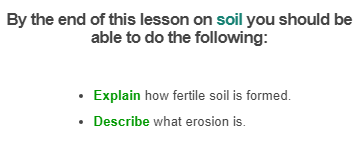 By the end of this lesson on soil you should be
able to do the following:
• Explain how fertile soil is formed.
• Describe what erosion is.